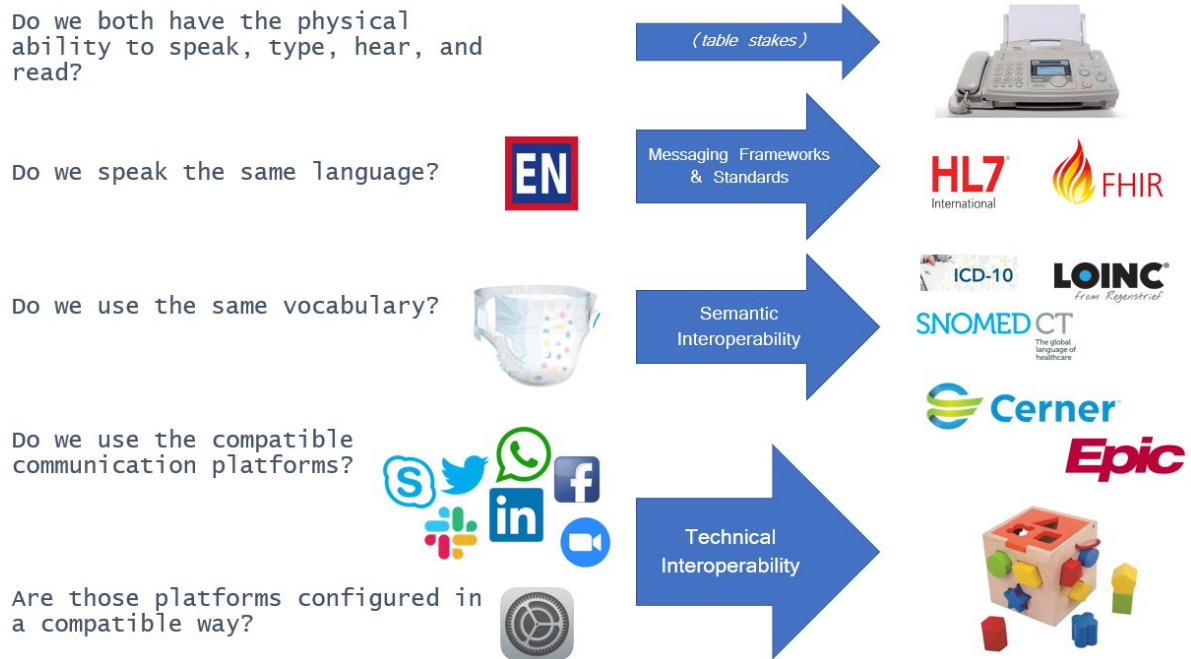 Do we both have the physical
ability to speak, type, hear, and
read?
(table stakes)
Do we speak the same language?
EN
Messaging Frameworks
& Standards
HL7
International
FHIR
Do we use the same vocabulary?
Semantic
Interoperability
ICD-10
LOINC
from Regenstrief
SNOMED CT
The global
language of
healthcare
Cerner
Epic
Do we use the compatible
communication platforms?
in
Technical
Interoperability
Are those platforms configured in
a compatible way?